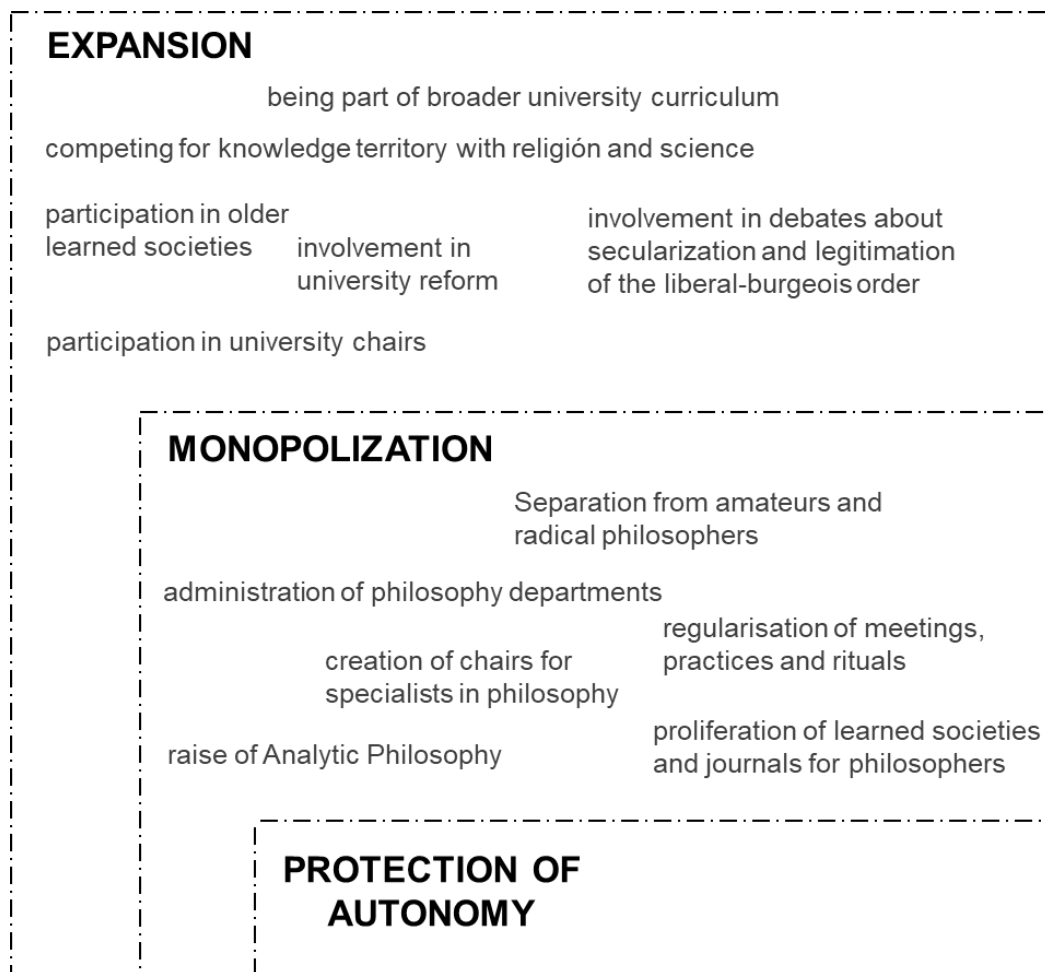 EXPANSION
being part of broader university curriculum
competing for knowledge territory with religión and science
participation in older
learned societies
involvement in
university reform
involvement in debates about
secularization and legitimation
of the liberal-burgeois order
participation in university chairs
MONOPOLIZATION
Separation from amateurs and
radical philosophers
administration of philosophy departments
regularisation of meetings,
practices and rituals
creation of chairs for
specialists in philosophy
proliferation of learned societies
and journals for philosophers
raise of Analytic Philosophy
PROTECTION OF
AUTONOMY